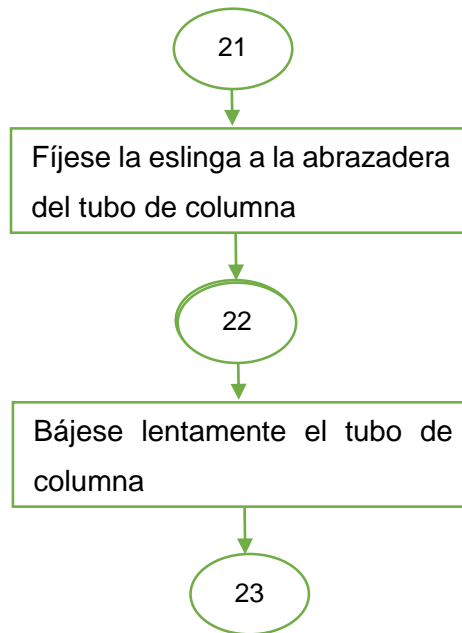 21
Fíjese la eslinga a la abrazadera
del tubo de columna
22
Bájese lentamente el tubo de
columna
23